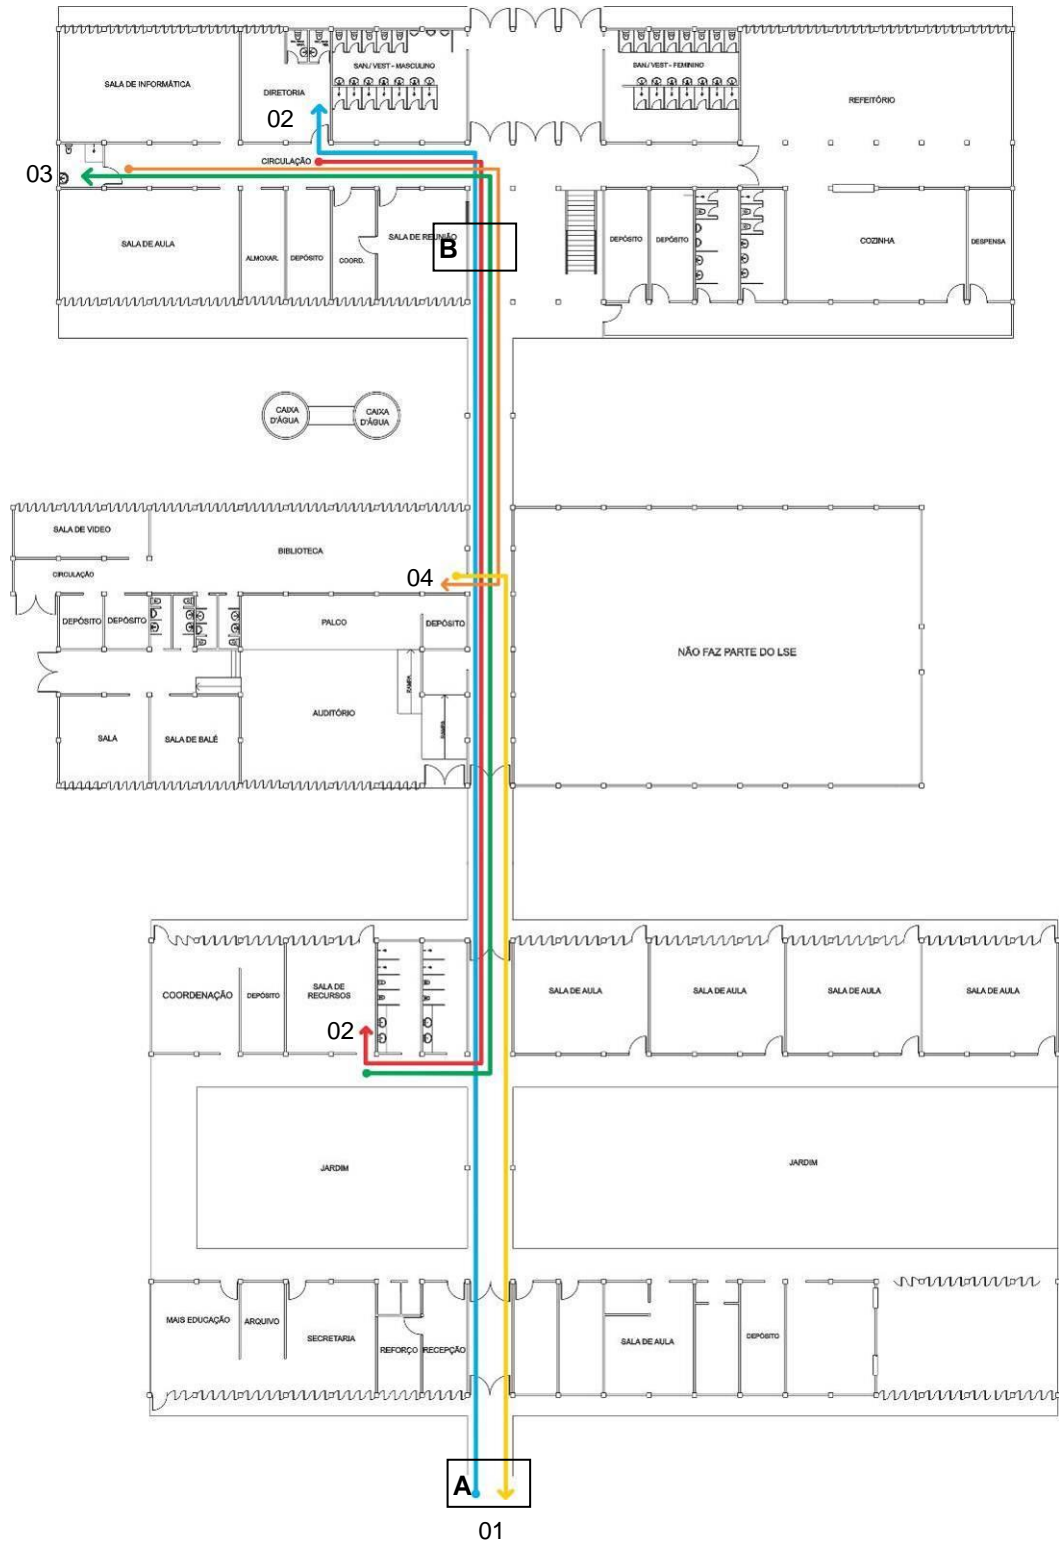 SALA DE INFORMÁTICA
DIRETORIA
02
SAN./ VEST - MASCULINO
SAN./ VEST - FEMININO
REFEITÓRIO
CIRCULAÇÃO
03
SALA DE AULA
ALMOXAR.
DEPÓSITO
COORD.
SALA DE REUNIÃO
B
DEPÓSITO
DEPÓSITO
COZINHA
DESPENSA
CAIXA
D'ÁGUA
CAIXA
D'ÁGUA
SALA DE VIDEO
BIBLIOTECA
CIRCULAÇÃO
04
DEPÓSITO
DEPÓSITO
PALCO
DEPÓSITO
NÃO FAZ PARTE DO LSE
RAMPA
AUDITÓRIO
RAMPA
SALA
SALA DE BALÉ
COORDENAÇÃO
DEPÓSITO
SALA DE
RECURSOS
02
SALA DE AULA
SALA DE AULA
SALA DE AULA
SALA DE AULA
JARDIM
JARDIM
MAIS EDUCAÇÃO
ARQUIVO
SECRETARIA
REFORÇO
RECEPÇÃO
SALA DE AULA
DEPÓSITO
A
01